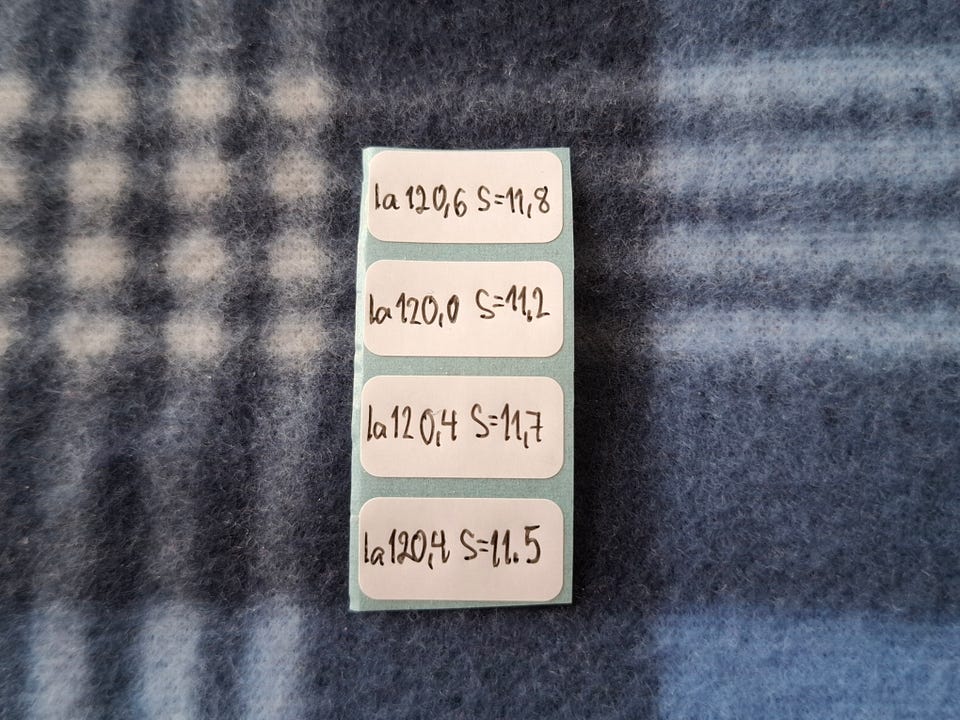 la 120,6 S=11,8
la 120,0 S=11,2
la 120,4 S=11,7
la 120,4 S=11.5